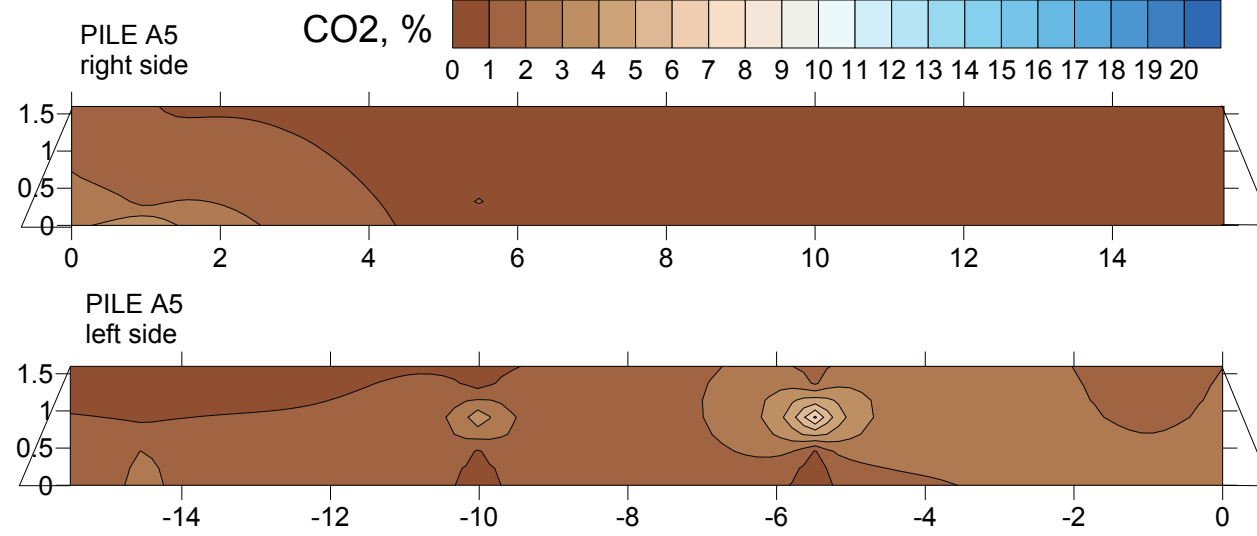 PILE A5
right side
CO2, %
0 1 2 3 4 5 6 7 8 9 10 11 12 13 14 15 16 17 18 19 20
1.5
1
0.5
0
0 2 4 6 8 10 12 14
PILE A5
left side
1.5
1
0.5
0
-14 -12 -10 -8 -6 -4 -2 0